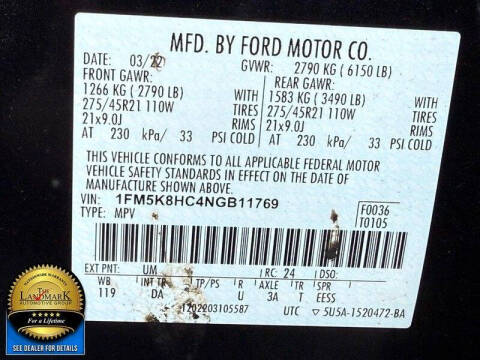 MFD. BY FORD MOTOR CO.
DATE: 03/22 GVWR: 2790 KG ( 6150 LB)
FRONT GAWR: REAR GAWR:
1266 KG ( 2790 LB) 1583 KG ( 3490 LB)
275/45R21 110W TIRES 275/45R21 110W TIRES
21x9.0J RIMS 21x9.0J RIMS
AT 230 kPa/ 33 PSI COLD AT 230 kPa/ 33 PSI COLD
THIS VEHICLE CONFORMS TO ALL APPLICABLE FEDERAL MOTOR
VEHICLE SAFETY STANDARDS IN EFFECT ON THE DATE OF MANUFACTURE
SHOWN ABOVE.
VIN: 1FM5K8HC4NGB11769 F0036
TYPE: MPV T0105
EXT PNT: UM RC: 24 DSO:
WB INT TR TP/PS R AXLE TR
119 DA U 3A T EESS
1202203105587 UTC 5U5A-1520472-BA
The
LANDMARK
AUTOMOTIVE GROUP
For a Lifetime
SEE DEALER FOR DETAILS